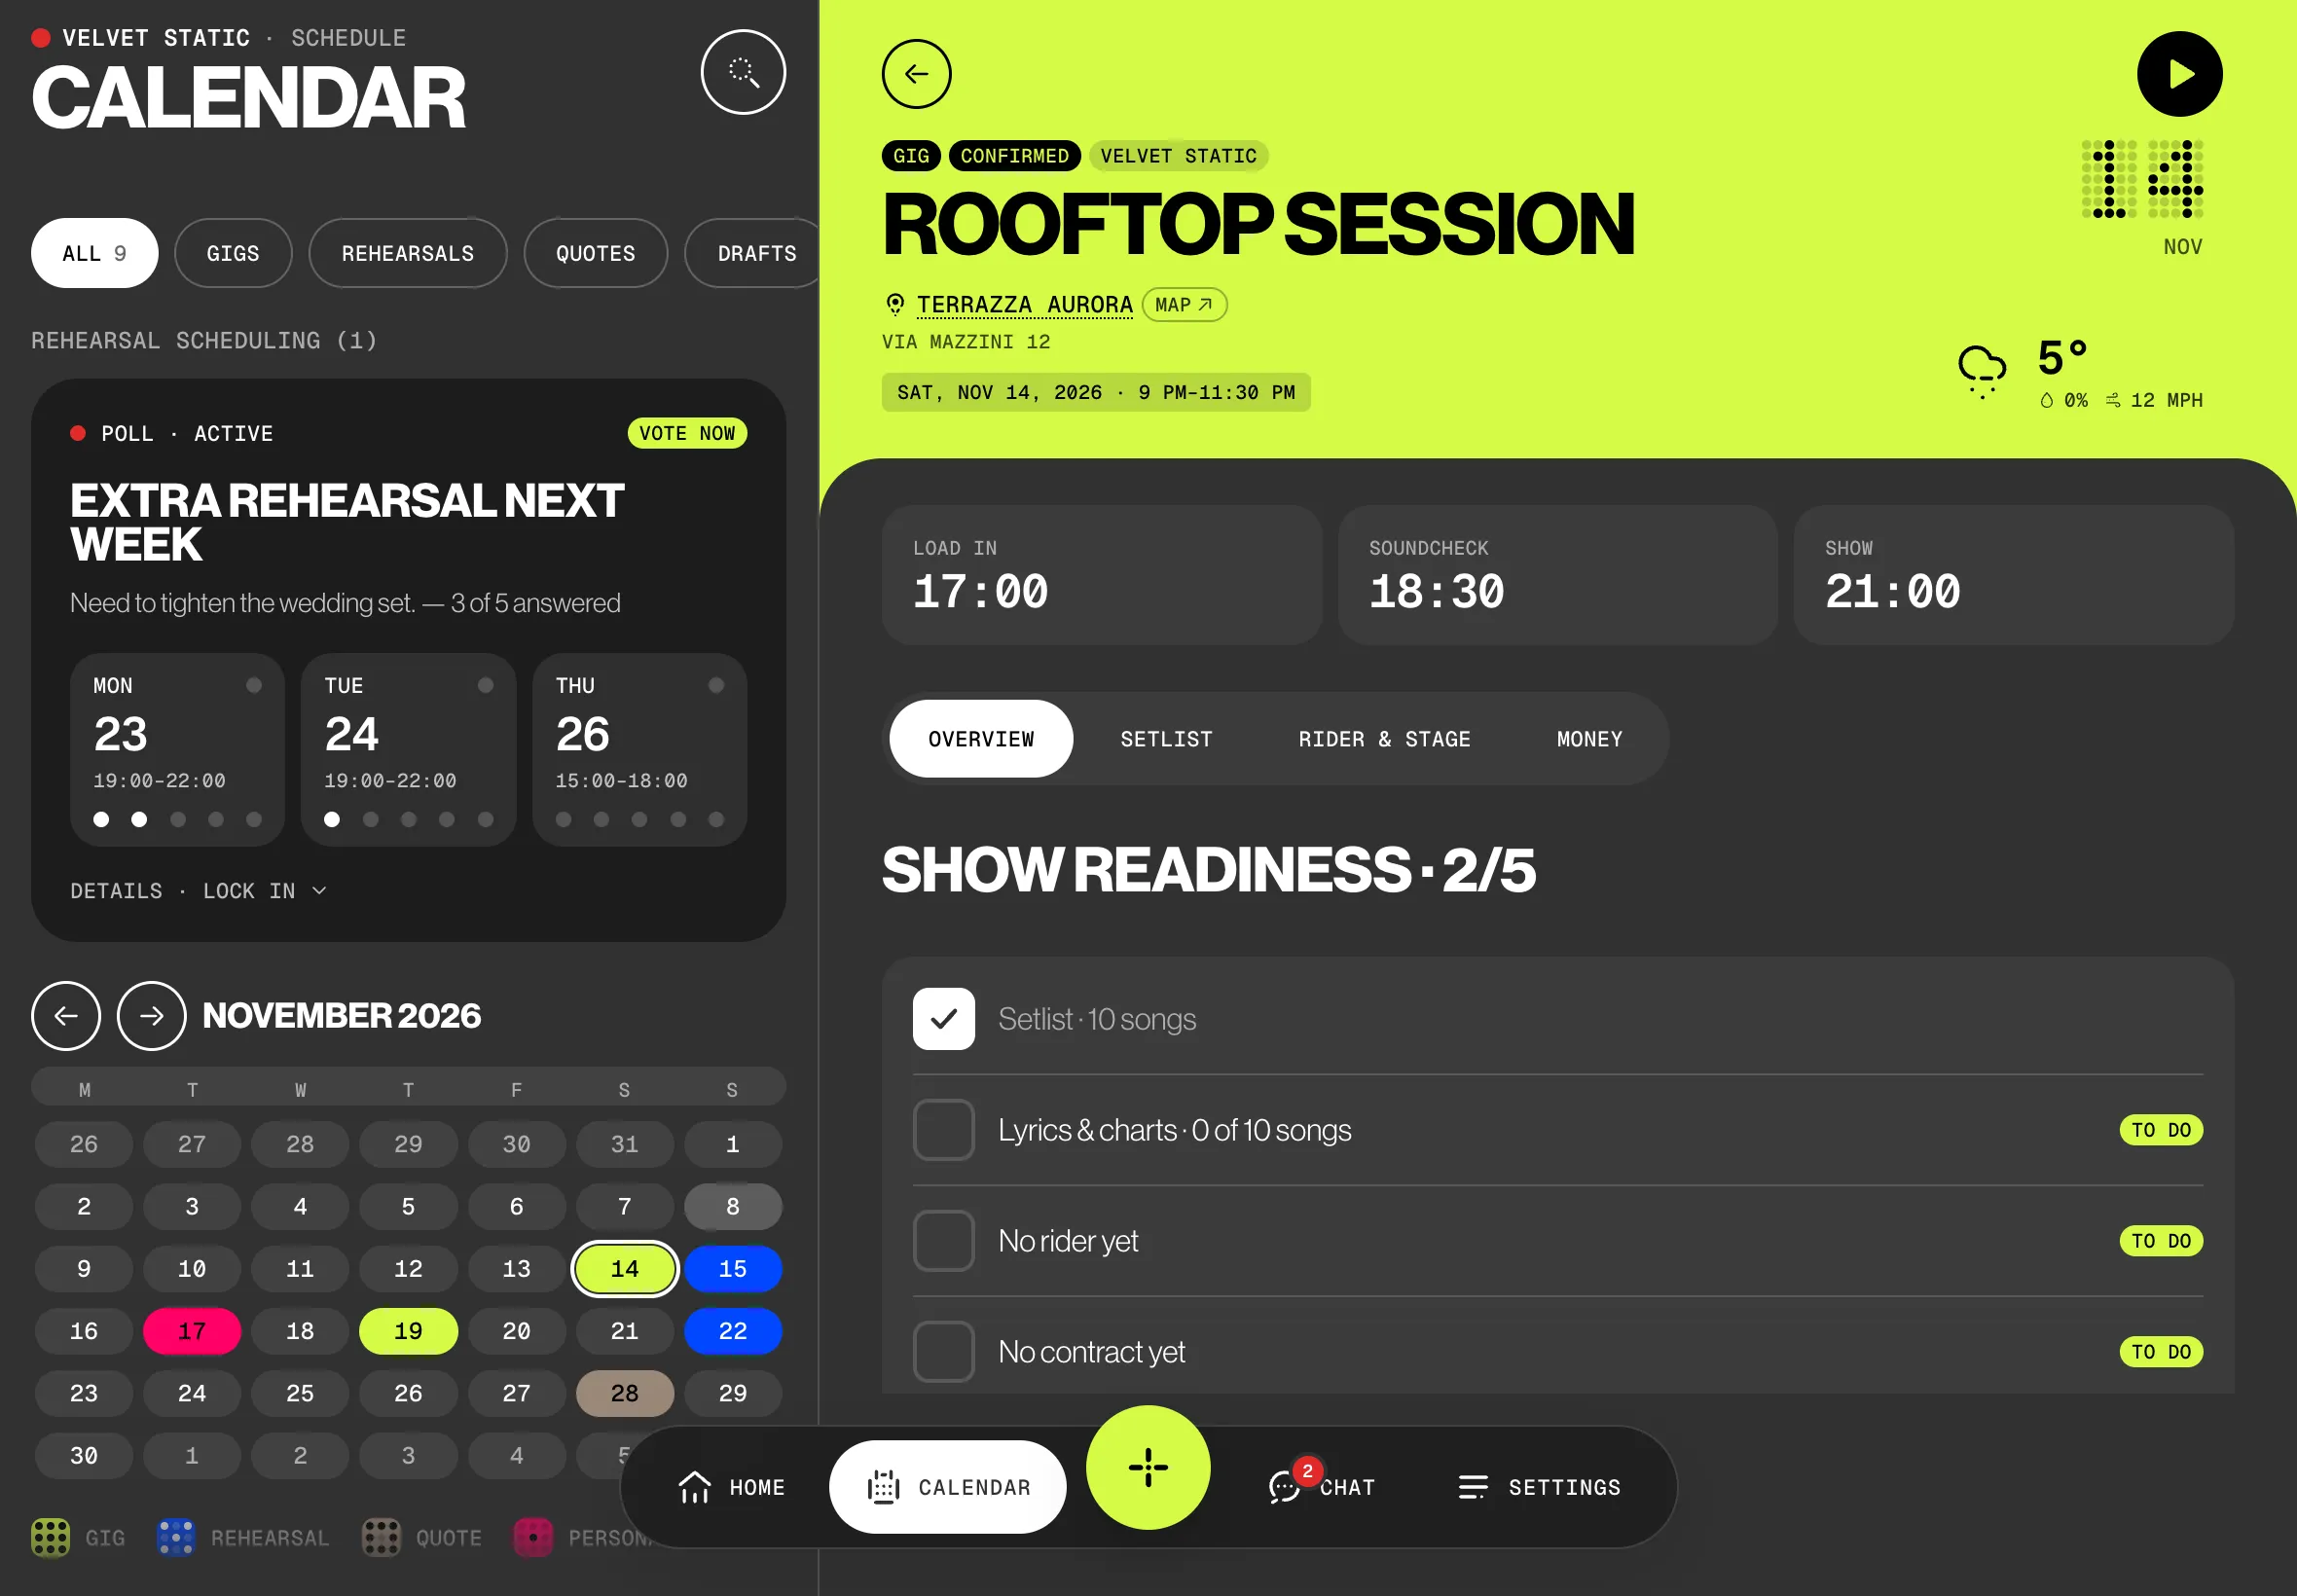 VELVET STATIC · SCHEDULE
CALENDAR
ALL 9
GIGS
REHEARSALS
QUOTES
DRAFTS
REHEARSAL SCHEDULING (1)
POLL · ACTIVE
VOTE NOW
EXTRA REHEARSAL NEXT
WEEK
Need to tighten the wedding set. — 3 of 5 answered
MON
23
19:00–22:00
TUE
24
19:00–22:00
THU
26
15:00–18:00
DETAILS · LOCK IN
NOVEMBER 2026
M T W T F S S
26 27 28 29 30 31 1
2 3 4 5 6 7 8
9 10 11 12 13 14 15
16 17 18 19 20 21 22
23 24 25 26 27 28 29
30 1 2 3 4 5
GIG
REHEARSAL
QUOTE
PERSONA
GIG
CONFIRMED
VELVET STATIC
ROOFTOP SESSION
14
NOV
TERRAZZA AURORA
MAP
VIA MAZZINI 12
SAT, NOV 14, 2026 · 9 PM–11:30 PM
5°
0% 12 MPH
LOAD IN
17:00
SOUNDCHECK
18:30
SHOW
21:00
OVERVIEW
SETLIST
RIDER & STAGE
MONEY
SHOW READINESS · 2/5
Setlist · 10 songs
Lyrics & charts · 0 of 10 songs
TO DO
No rider yet
TO DO
No contract yet
TO DO
HOME
CALENDAR
2
CHAT
SETTINGS